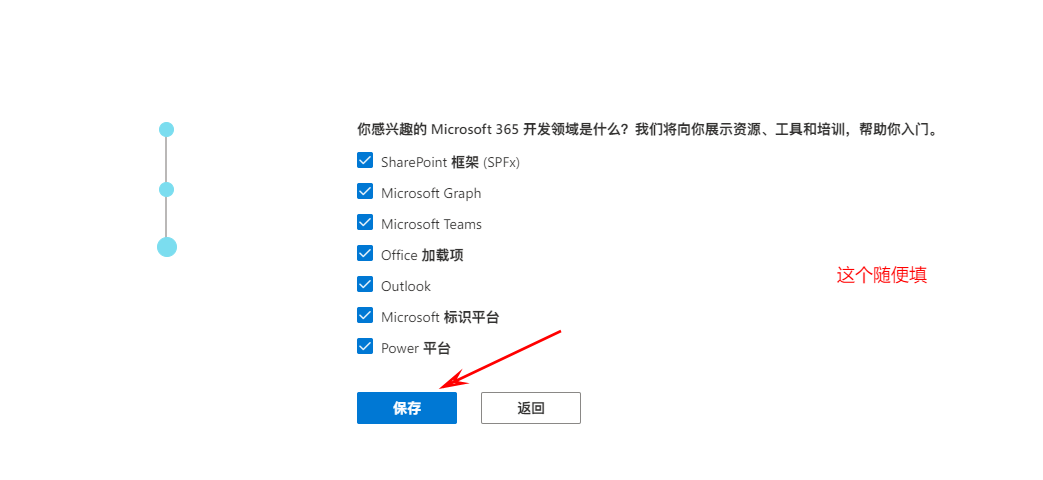 你感兴趣的 Microsoft 365 开发领域是什么？我们将向你展示资源、工具和培训，帮助你入门。
SharePoint 框架 (SPFx)
Microsoft Graph
Microsoft Teams
Office 加载项
这个随便填
Outlook
Microsoft 标识平台
Power 平台
保存
返回